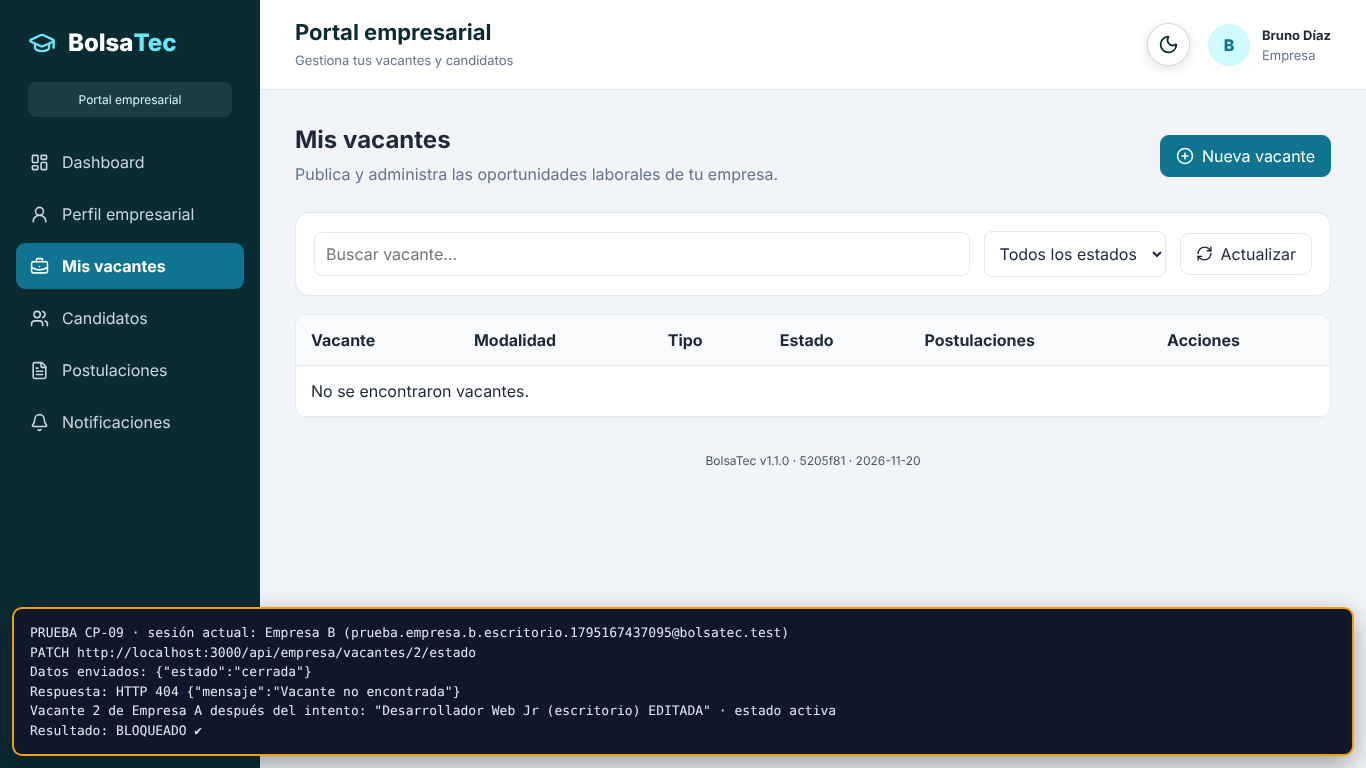 BolsaTec
Portal empresarial
Dashboard
Perfil empresarial
Mis vacantes
Candidatos
Postulaciones
Notificaciones
Portal empresarial
Gestiona tus vacantes y candidatos
B
Bruno Díaz
Empresa
Mis vacantes
Publica y administra las oportunidades laborales de tu empresa.
Nueva vacante
Buscar vacante...
Todos los estados
Actualizar
Vacante Modalidad Tipo Estado Postulaciones Acciones
No se encontraron vacantes.
BolsaTec v1.1.0 · 5205f81 · 2026-11-20
PRUEBA CP-09 · sesión actual: Empresa B (prueba.empresa.b.escritorio.1795167437095@bolsatec.test)
PATCH http://localhost:3000/api/empresa/vacantes/2/estado
Datos enviados: {"estado":"cerrada"}
Respuesta: HTTP 404 {"mensaje":"Vacante no encontrada"}
Vacante 2 de Empresa A después del intento: "Desarrollador Web Jr (escritorio) EDITADA" · estado activa
Resultado: BLOQUEADO ✔